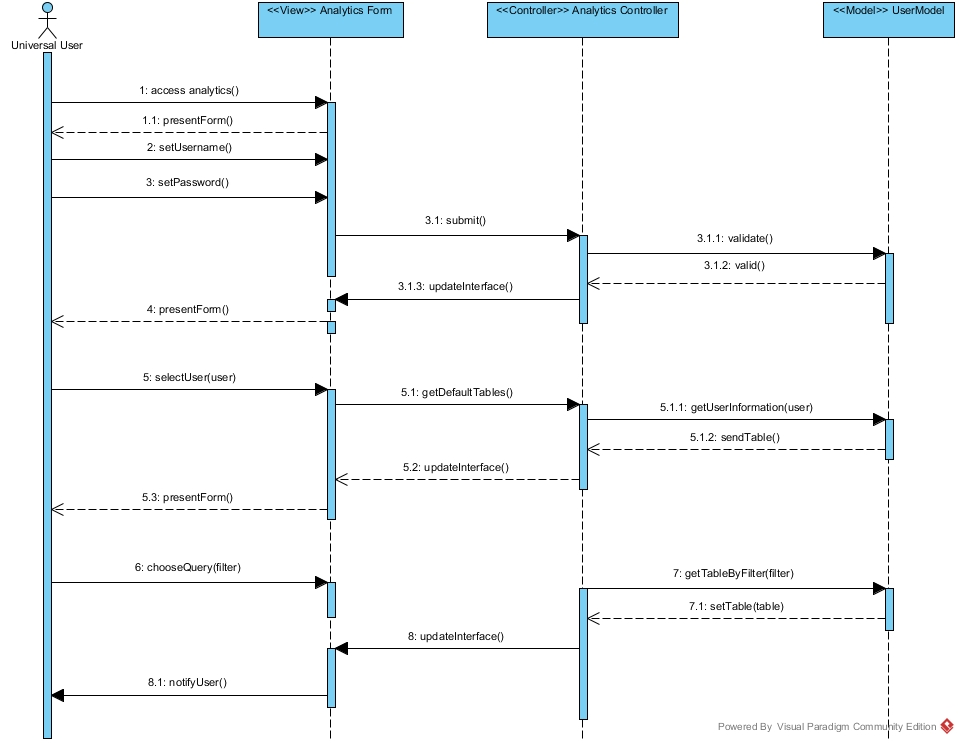 <<View>> Analytics Form
<<Controller>> Analytics Controller
<<Model>> UserModel
Universal User
1: access analytics()
1.1: presentForm()
2: setUsername()
3: setPassword()
3.1: submit()
3.1.1: validate()
3.1.2: valid()
3.1.3: updateInterface()
4: presentForm()
5: selectUser(user)
5.1: getDefaultTables()
5.1.1: getUserInformation(user)
5.1.2: sendTable()
5.2: updateInterface()
5.3: presentForm()
6: chooseQuery(filter)
7: getTableByFilter(filter)
7.1: setTable(table)
8: updateInterface()
8.1: notifyUser()
Powered By Visual Paradigm Community Edition